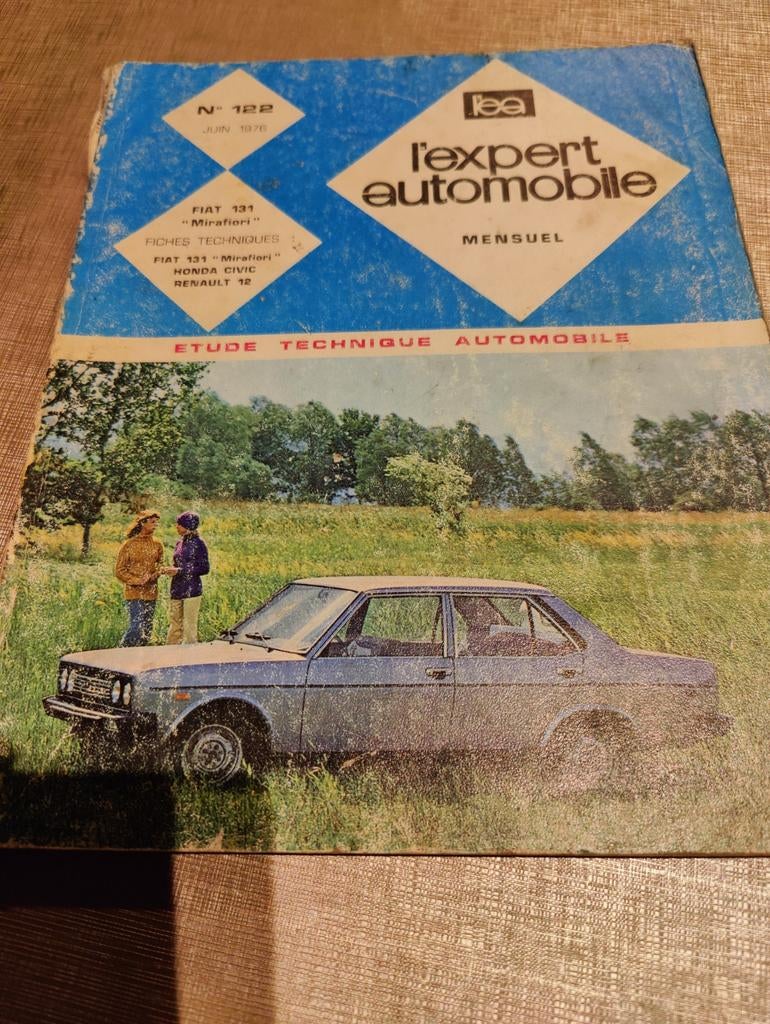 N° 122
JUIN 1976
l'ea
l'expert
automobile
MENSUEL
FIAT 131
"Mirafiori"
FICHES TECHNIQUES
FIAT 131 "Mirafiori"
HONDA CIVIC
RENAULT 12
ETUDE TECHNIQUE AUTOMOBILE